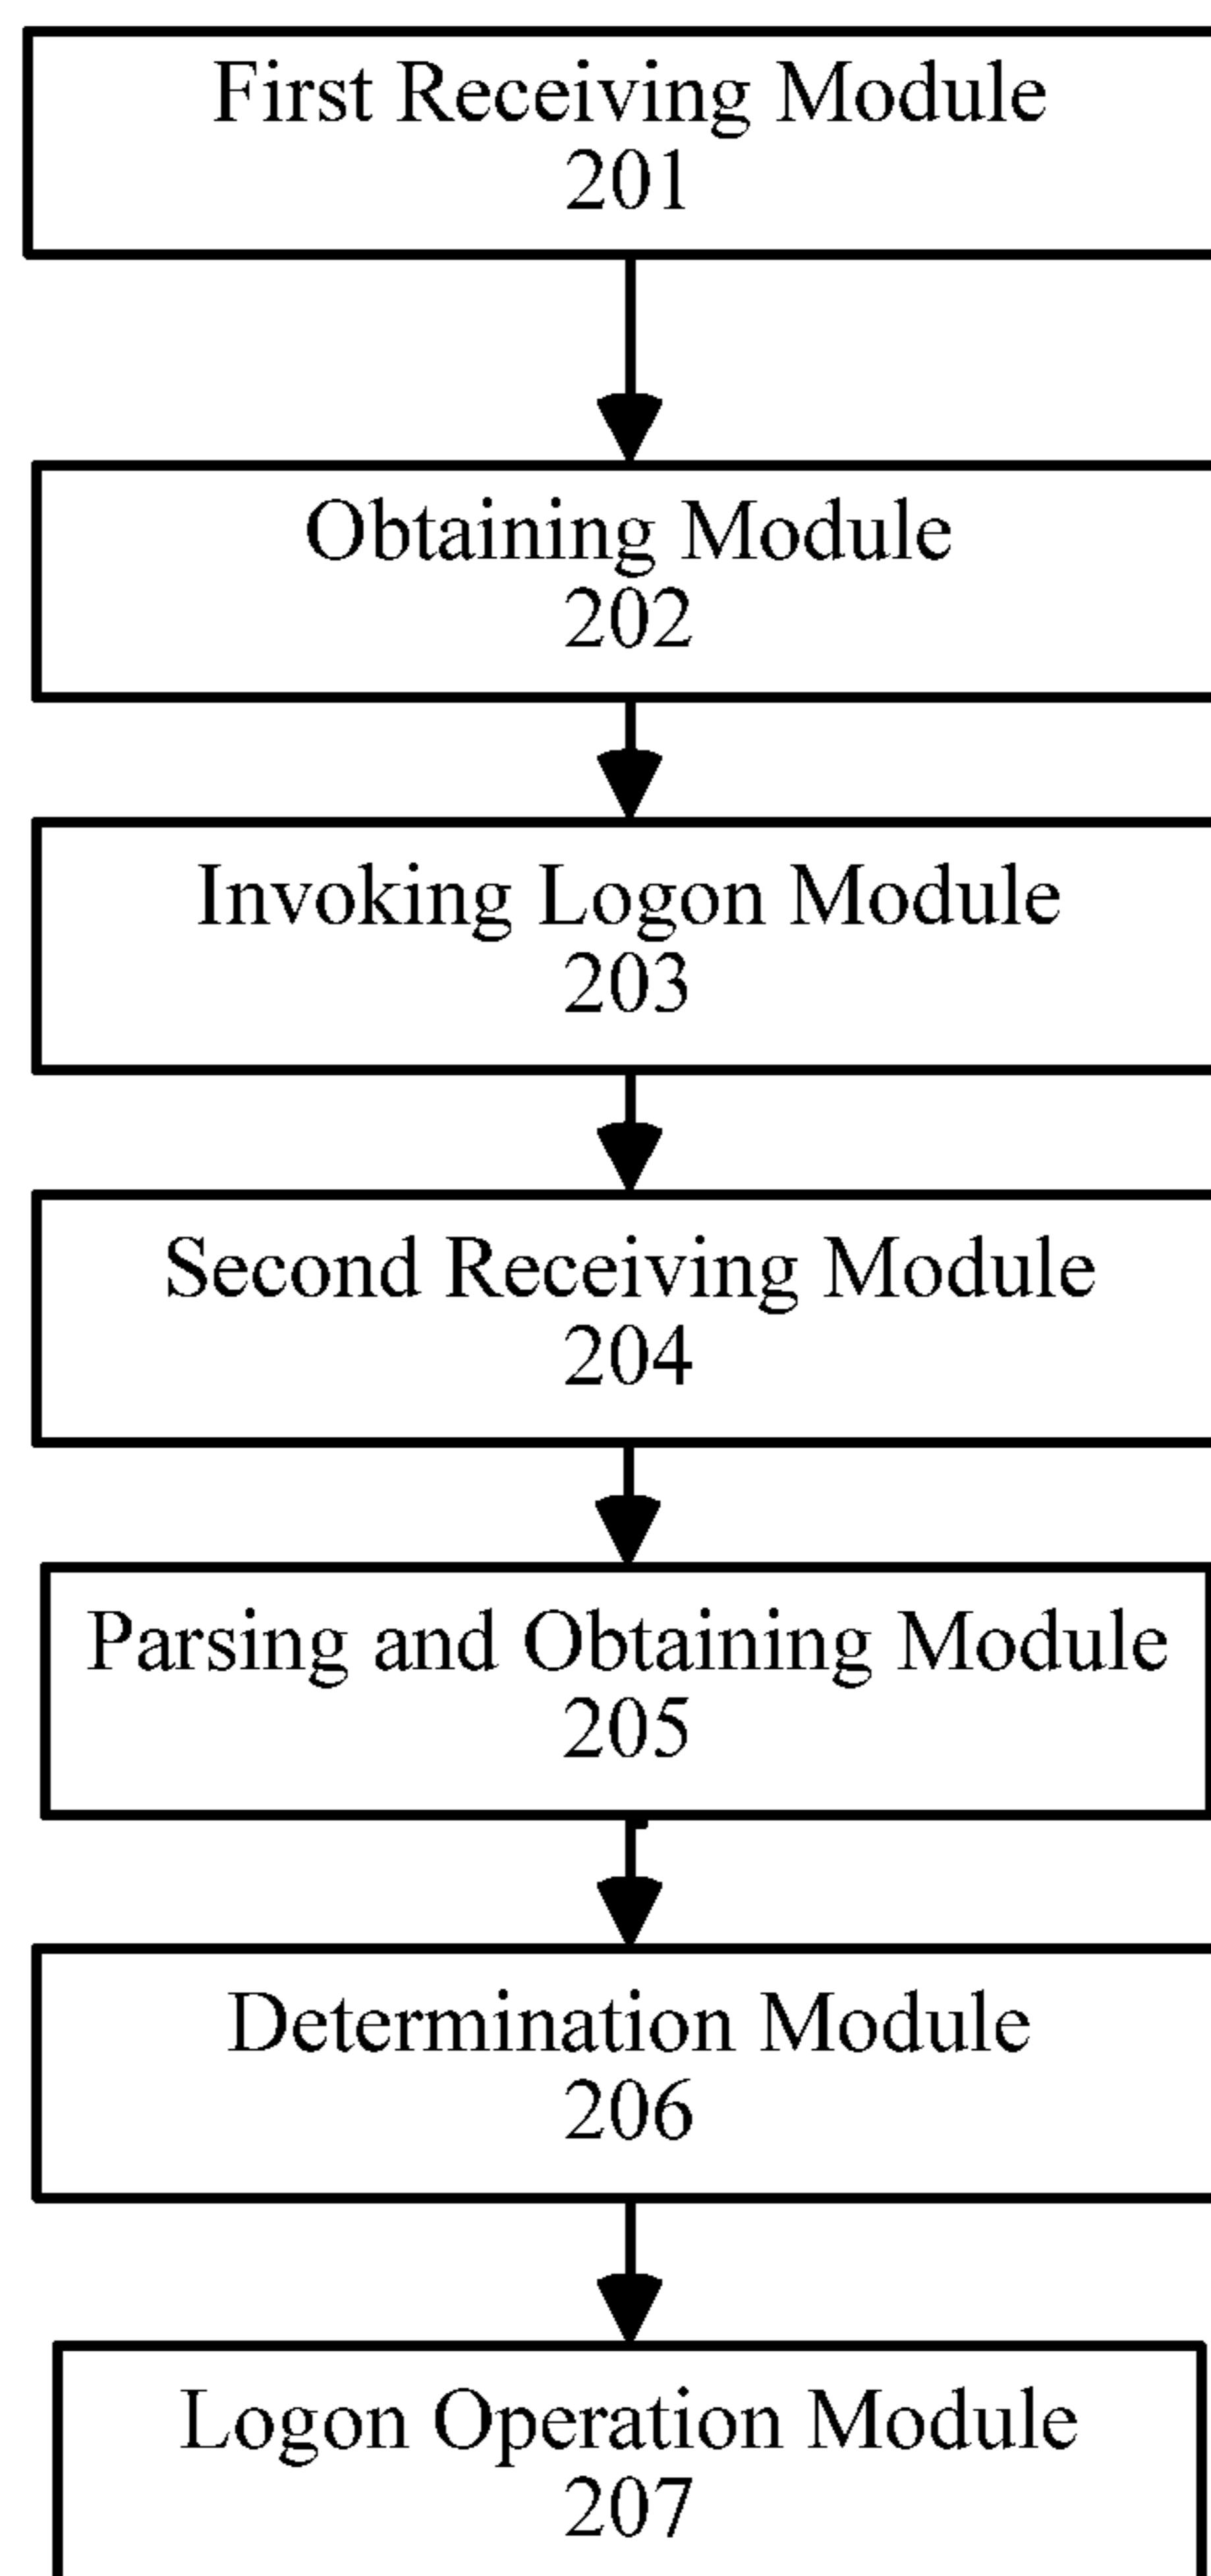 First Receiving Module
201
Obtaining Module
202
Invoking Logon Module
203
Second Receiving Module
204
Parsing and Obtaining Module
205
Determination Module
206
Logon Operation Module
207